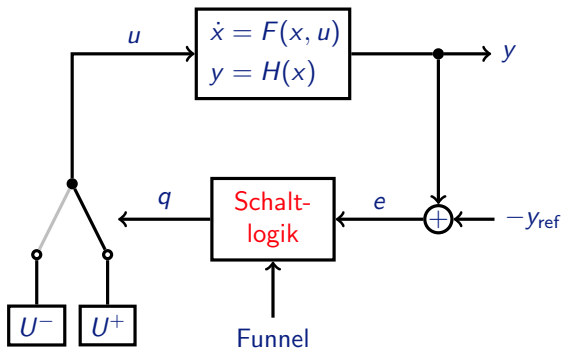 u
ẋ = F(x, u)
y = H(x)
y
q
Schalt-
logik
e
+
−y_ref
U⁻
U⁺
Funnel